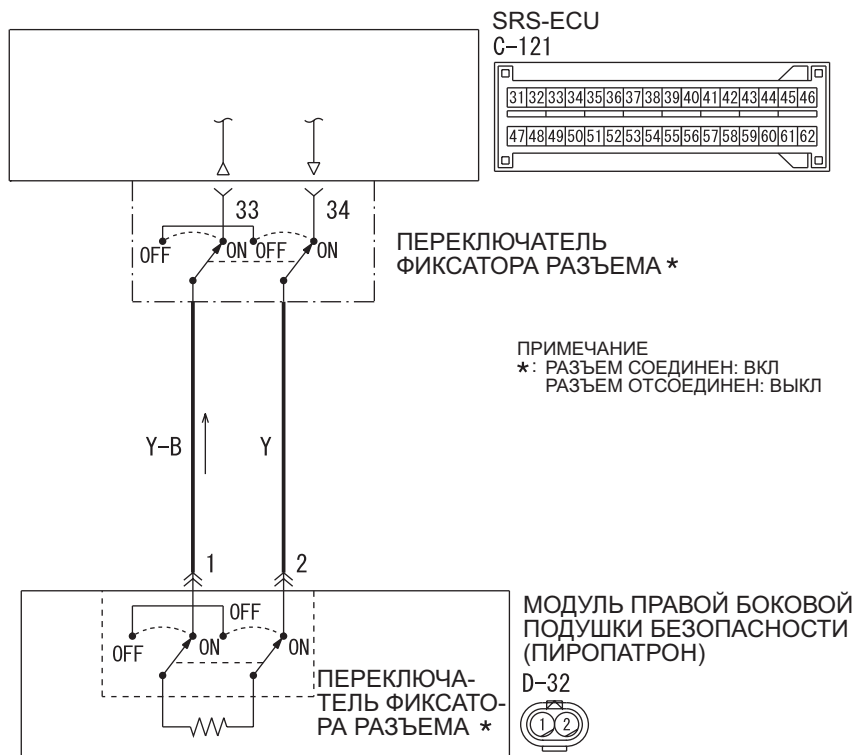 SRS-ECU
C-121
31 32 33 34 35 36 37 38 39 40 41 42 43 44 45 46
47 48 49 50 51 52 53 54 55 56 57 58 59 60 61 62
33 34
OFF ON OFF ON
ПЕРЕКЛЮЧАТЕЛЬ
ФИКСАТОРА РАЗЪЕМА *
ПРИМЕЧАНИЕ
*: РАЗЪЕМ СОЕДИНЕН: ВКЛ
РАЗЪЕМ ОТСОЕДИНЕН: ВЫКЛ
Y-B Y
1 2
OFF
OFF ON ON
ПЕРЕКЛЮЧА-
ТЕЛЬ ФИКСАТО-
РА РАЗЪЕМА *
МОДУЛЬ ПРАВОЙ БОКОВОЙ
ПОДУШКИ БЕЗОПАСНОСТИ
(ПИРОПАТРОН)
D-32
1 2